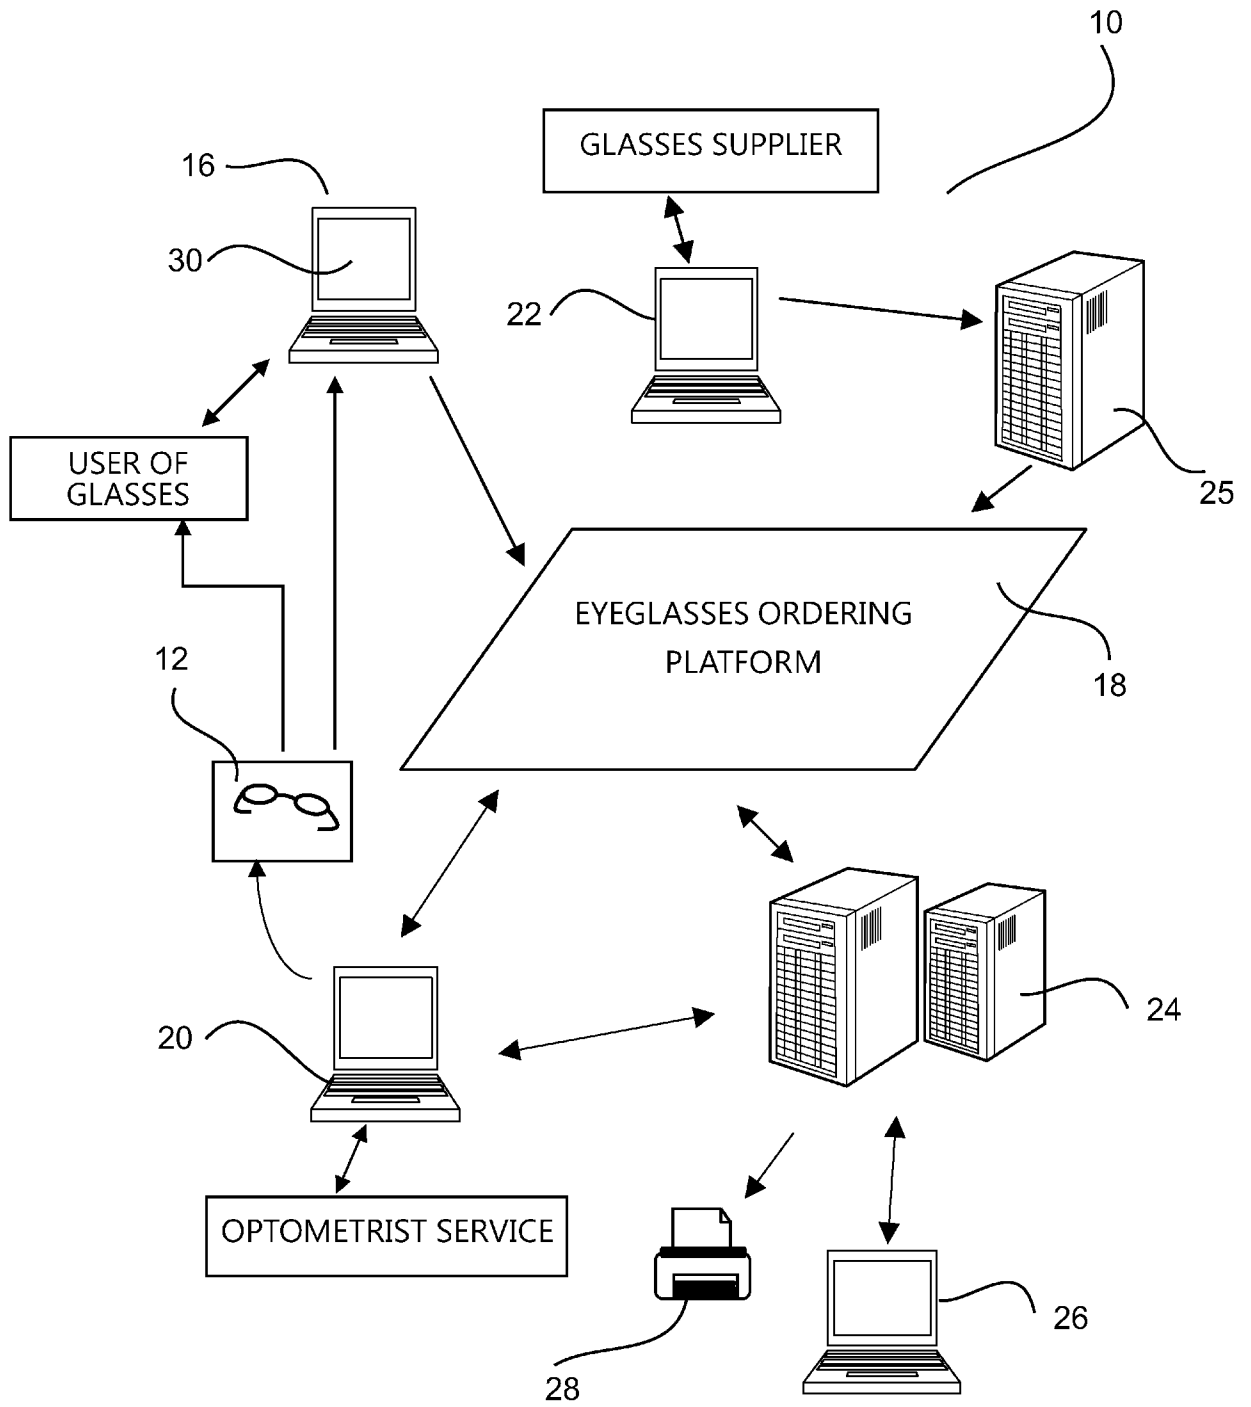 10
GLASSES SUPPLIER
16
30
22
25
USER OF
GLASSES
EYEGLASSES ORDERING
PLATFORM
18
12
24
20
OPTOMETRIST SERVICE
26
28